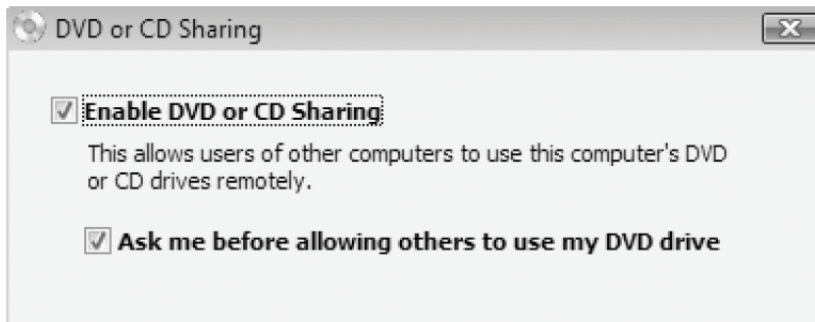 DVD or CD Sharing
Enable DVD or CD Sharing
This allows users of other computers to use this computer's DVD
or CD drives remotely.
Ask me before allowing others to use my DVD drive